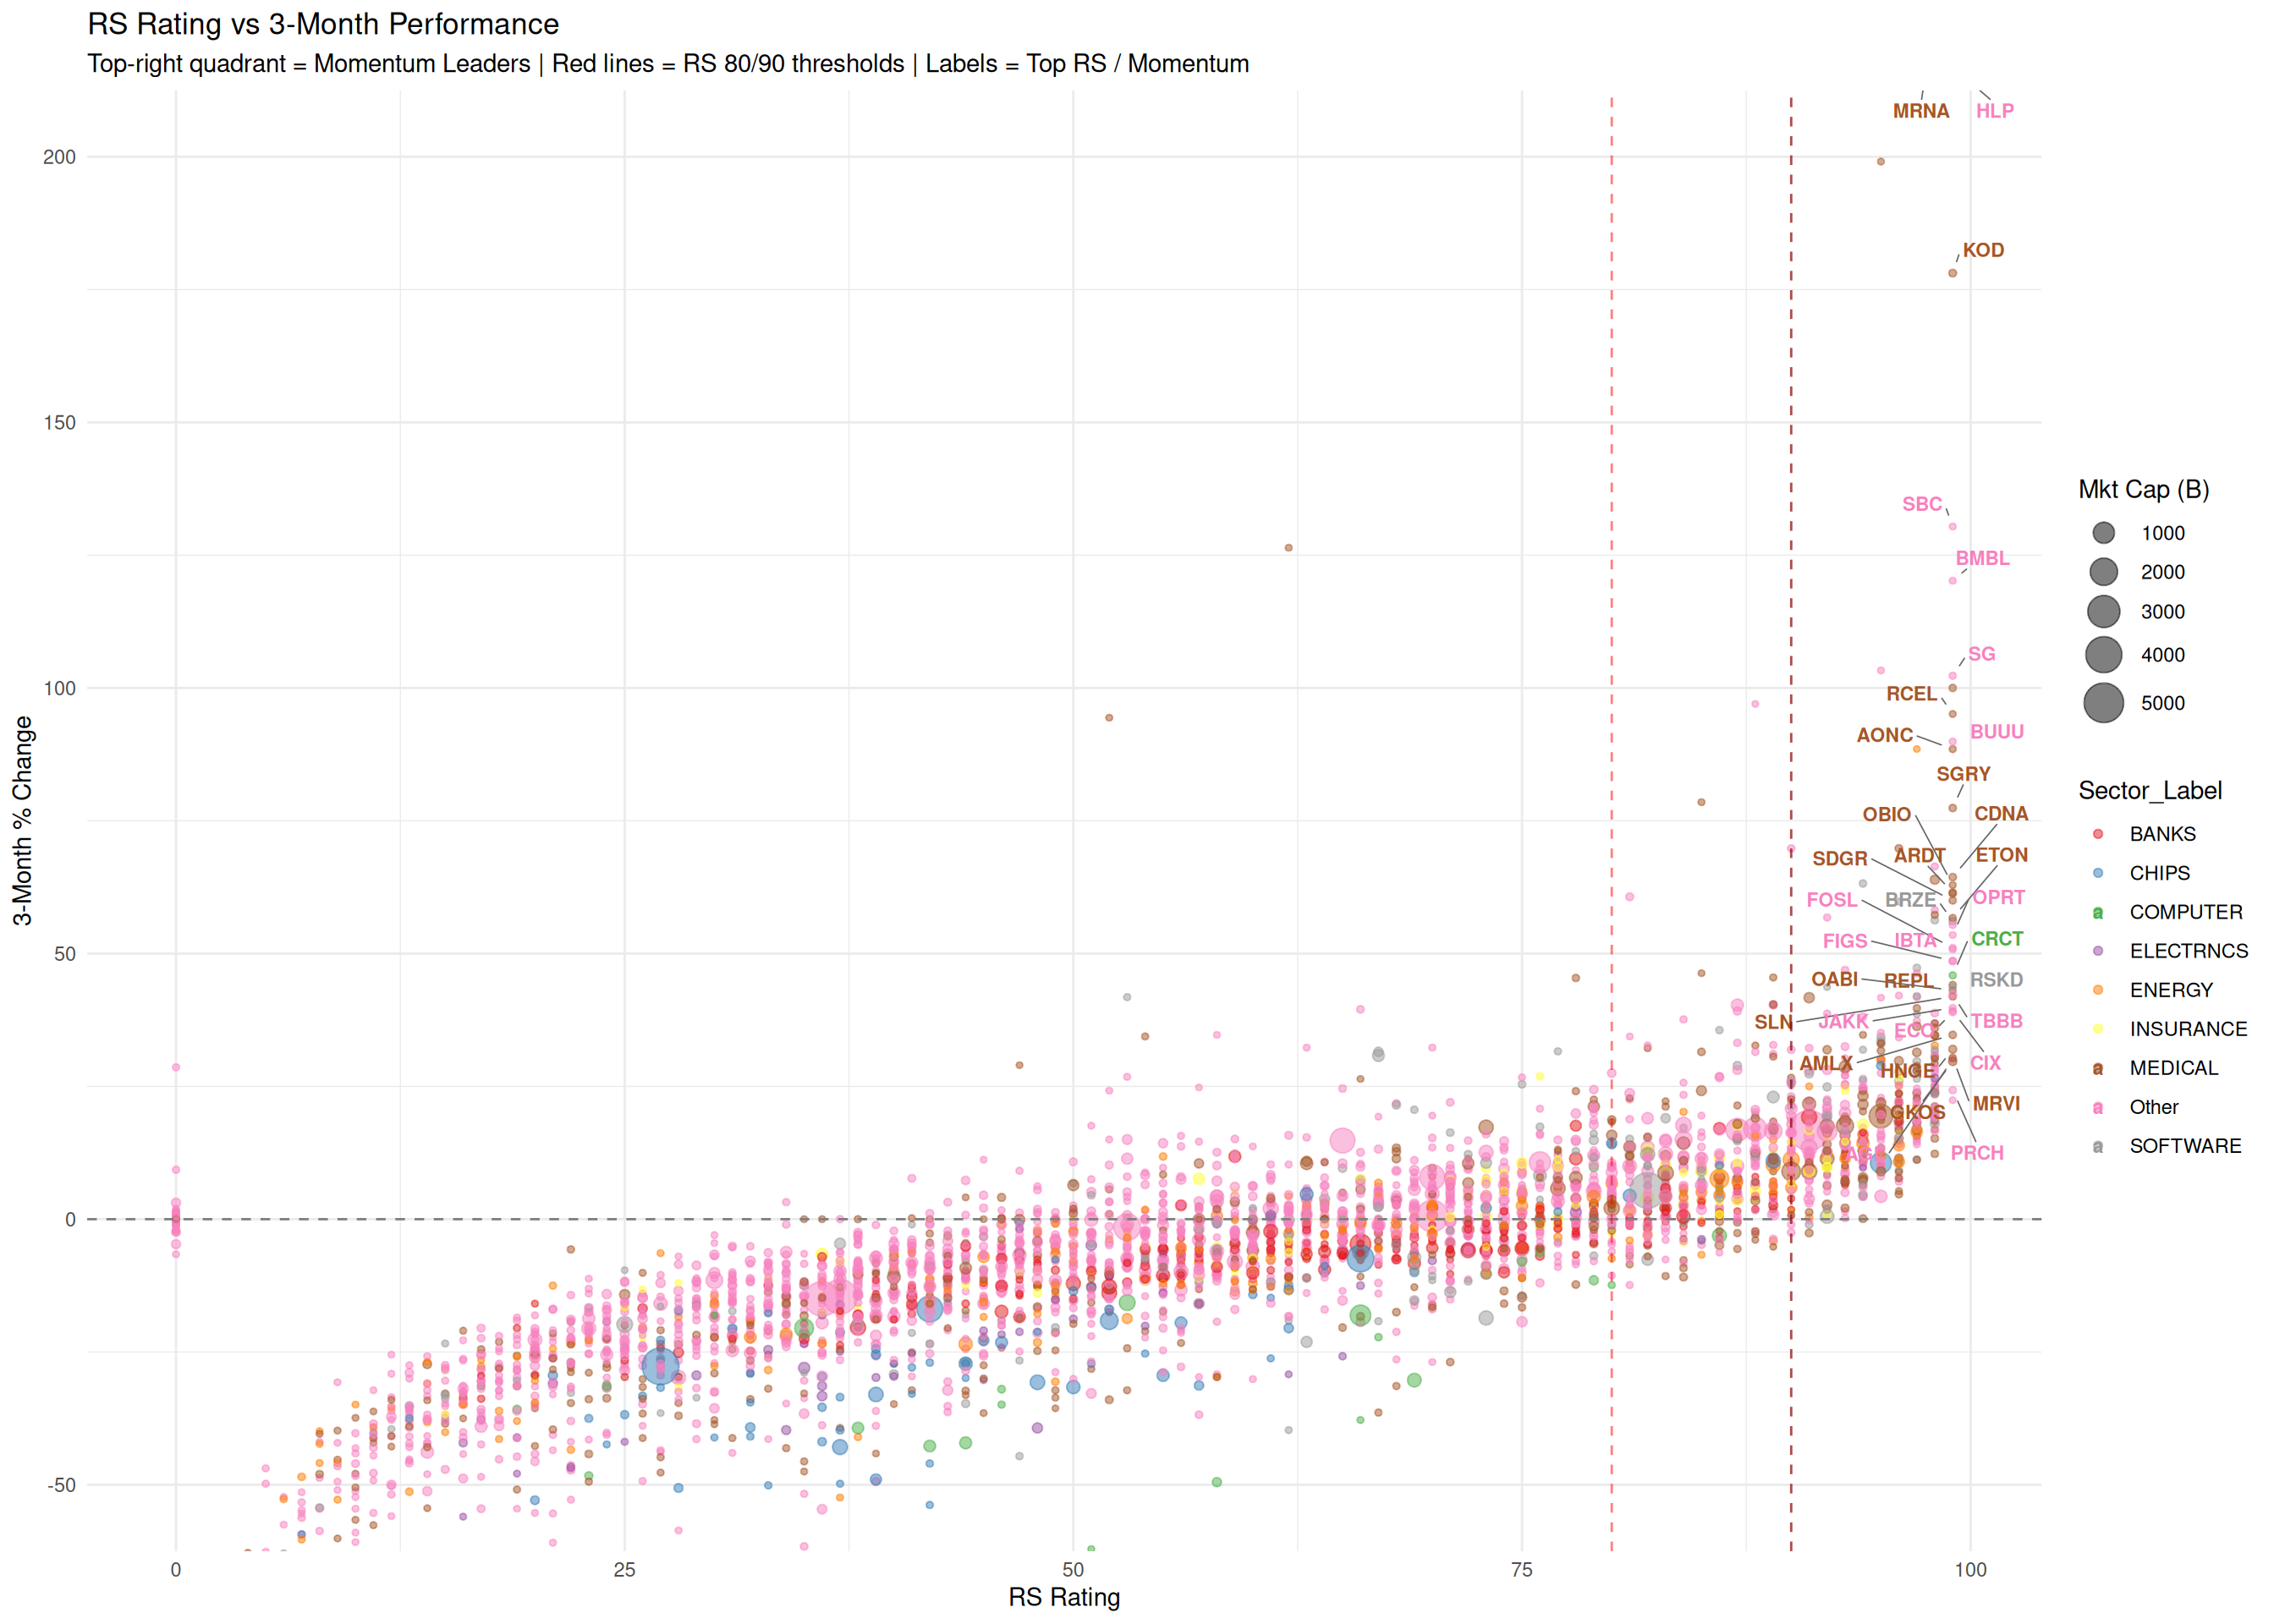 RS Rating vs 3-Month Performance
Top-right quadrant = Momentum Leaders | Red lines = RS 80/90 thresholds | Labels = Top RS / Momentum
MRNA
HLP
200
KOD
150
SBC
BMBL
SG
100
RCEL
BUUU
AONC
SGRY
OBIO
CDNA
SDGR
ARDT
ETON
FOSL
BRZE
OPRT
FIGS
IBTA
CRCT
50
OABI
REPL
RSKD
SLN
JAKK
ECO
TBBB
AMLX
HNGE
CIX
GKOS
MRVI
PRCH
0
-50
0
25
50
75
100
RS Rating
3-Month % Change
Mkt Cap (B)
1000
2000
3000
4000
5000
Sector_Label
BANKS
CHIPS
a COMPUTER
ELECTRNCS
ENERGY
INSURANCE
a MEDICAL
a Other
a SOFTWARE